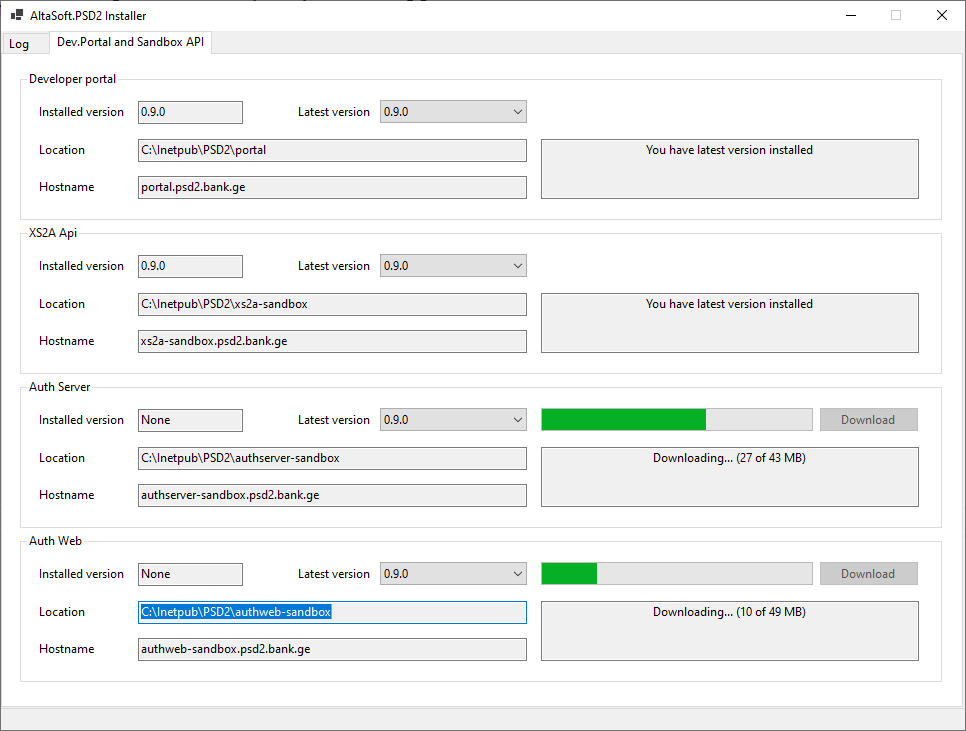 AltaSoft.PSD2 Installer
Log
Dev.Portal and Sandbox API
Developer portal
Installed version 0.9.0 Latest version 0.9.0
Location C:\Inetpub\PSD2\portal You have latest version installed
Hostname portal.psd2.bank.ge
XS2A Api
Installed version 0.9.0 Latest version 0.9.0
Location C:\Inetpub\PSD2\xs2a-sandbox You have latest version installed
Hostname xs2a-sandbox.psd2.bank.ge
Auth Server
Installed version None Latest version 0.9.0 Download
Location C:\Inetpub\PSD2\authserver-sandbox Downloading... (27 of 43 MB)
Hostname authserver-sandbox.psd2.bank.ge
Auth Web
Installed version None Latest version 0.9.0 Download
Location C:\Inetpub\PSD2\authweb-sandbox Downloading... (10 of 49 MB)
Hostname authweb-sandbox.psd2.bank.ge